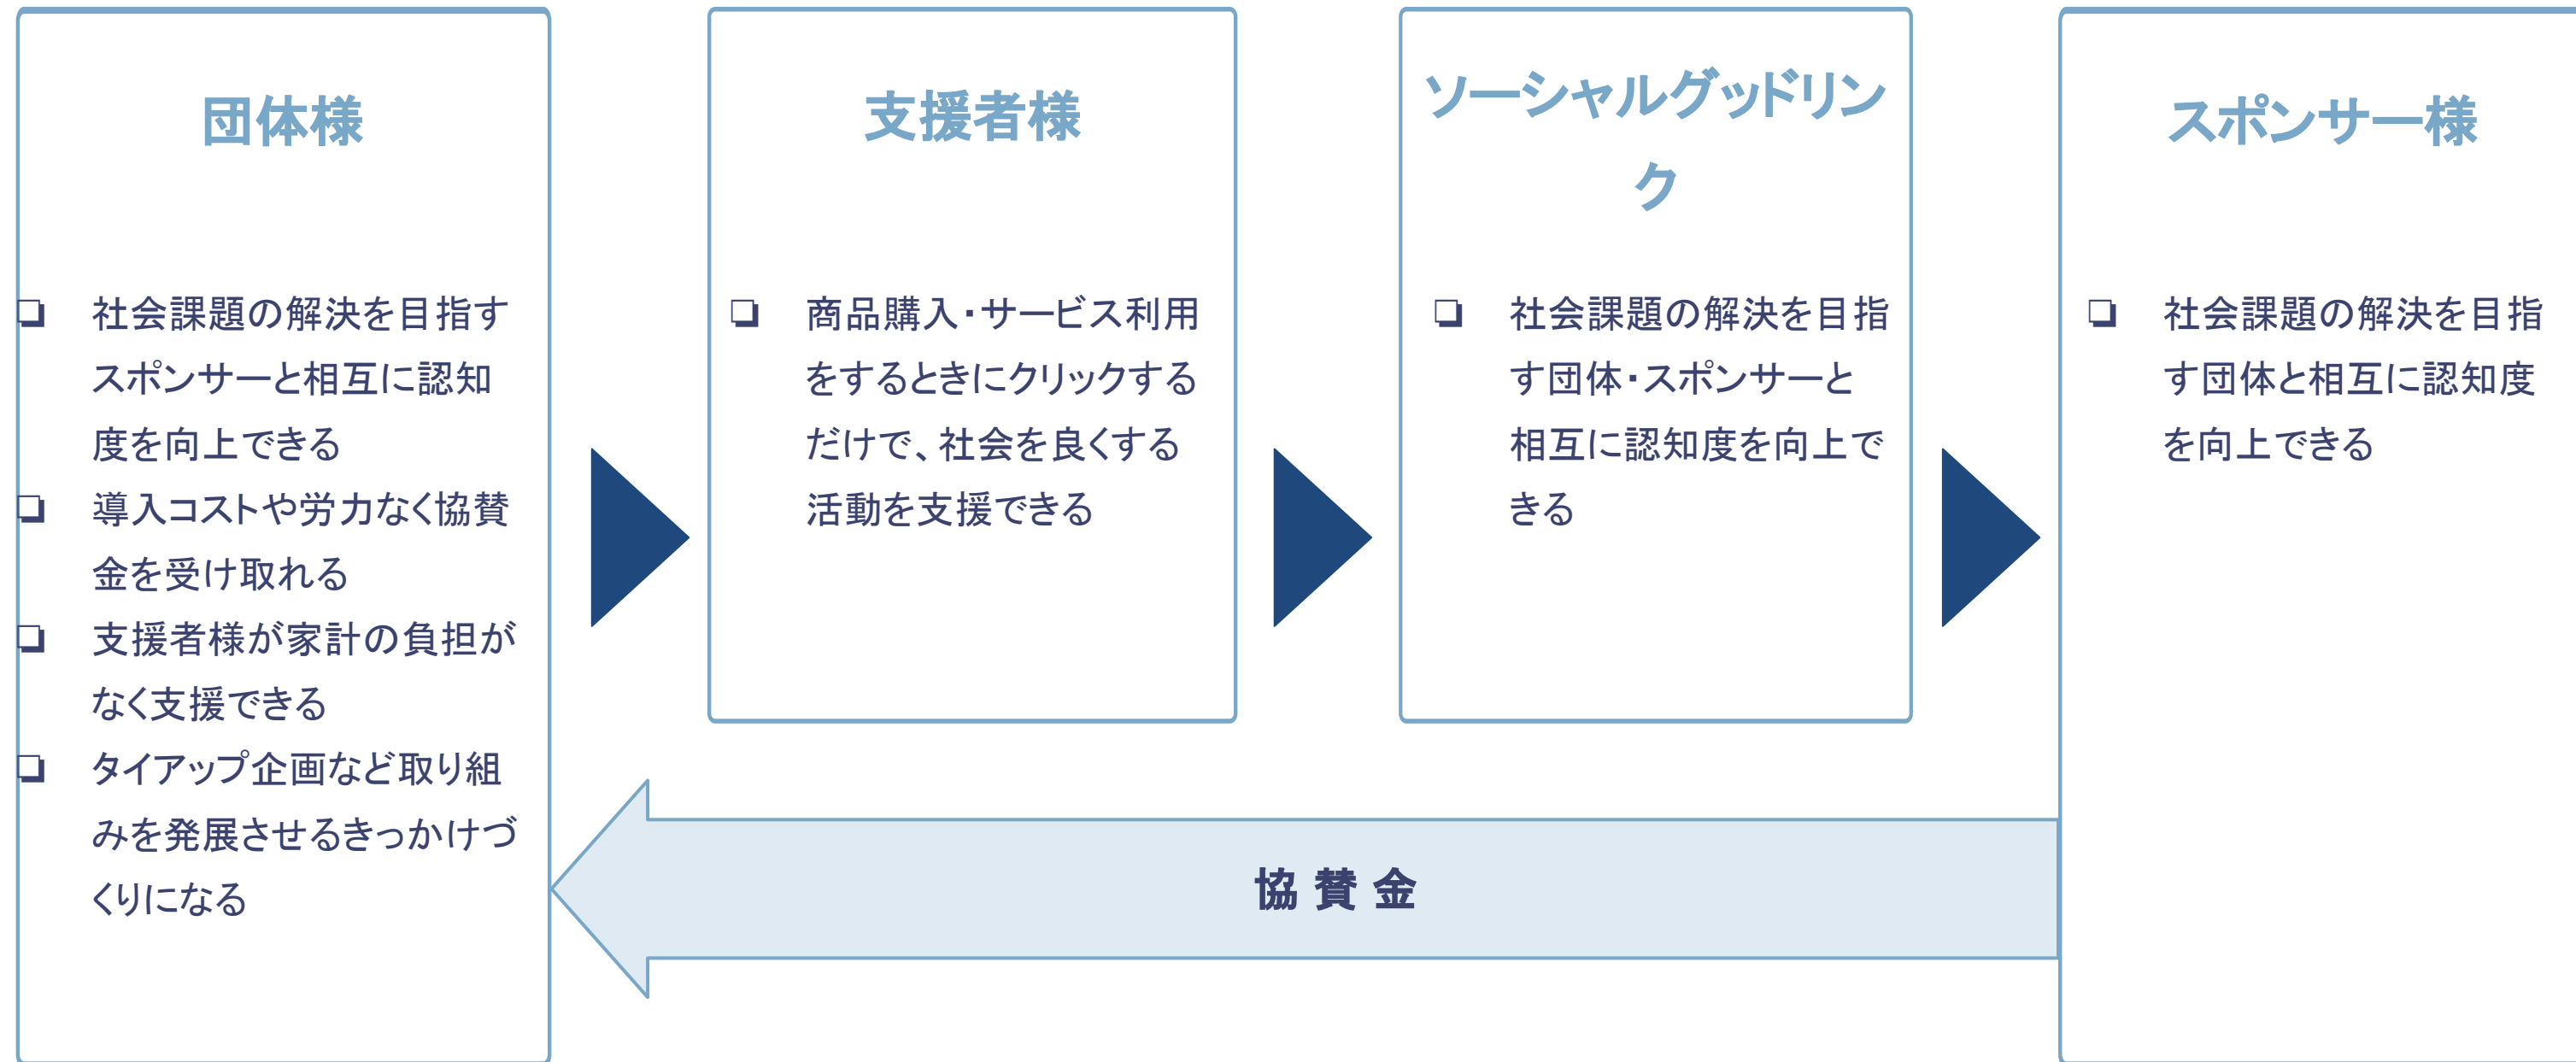 団体様
❏ 社会課題の解決を目指す
スポンサーと相互に認知
度を向上できる
❏ 導入コストや労力なく協賛
金を受け取れる
❏ 支援者様が家計の負担が
なく支援できる
❏ タイアップ企画など取り組
みを発展させるきっかけづ
くりになる
支援者様
❏ 商品購入・サービス利用
をするときにクリックする
だけで、社会を良くする
活動を支援できる
ソーシャルグッドリン
ク
❏ 社会課題の解決を目指
す団体・スポンサーと
相互に認知度を向上で
きる
スポンサー様
❏ 社会課題の解決を目指
す団体と相互に認知度
を向上できる
協 賛 金